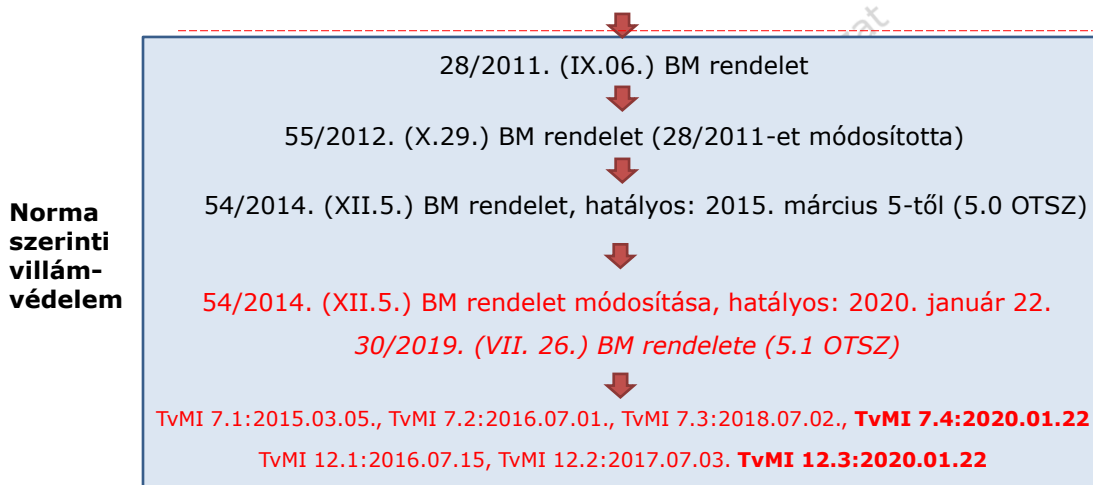 28/2011. (IX.06.) BM rendelet
55/2012. (X.29.) BM rendelet (28/2011-et módosította)
54/2014. (XII.5.) BM rendelet, hatályos: 2015. március 5-től (5.0 OTSZ)
Norma
szerinti
villám-
védelem
54/2014. (XII.5.) BM rendelet módosítása, hatályos: 2020. január 22.
30/2019. (VII. 26.) BM rendelete (5.1 OTSZ)
TvMI 7.1:2015.03.05., TvMI 7.2:2016.07.01., TvMI 7.3:2018.07.02., TvMI 7.4:2020.01.22
TvMI 12.1:2016.07.15, TvMI 12.2:2017.07.03. TvMI 12.3:2020.01.22